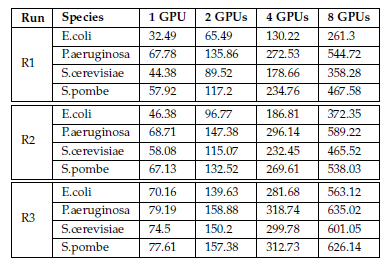 Run Species 1 GPU 2 GPUs 4 GPUs 8 GPUs
R1
E.coli 32.49 65.49 130.22 261.3
P.aeruginosa 67.78 135.86 272.53 544.72
S.cerevisiae 44.38 89.52 178.66 358.28
S.pombe 57.92 117.2 234.76 467.58
R2
E.coli 46.38 96.77 186.81 372.35
P.aeruginosa 68.71 147.38 296.14 589.22
S.cerevisiae 58.08 115.07 232.45 465.52
S.pombe 67.13 132.52 269.61 538.03
R3
E.coli 70.16 139.63 281.68 563.12
P.aeruginosa 79.19 158.88 318.74 635.02
S.cerevisiae 74.5 150.2 299.78 601.05
S.pombe 77.61 157.38 312.73 626.14